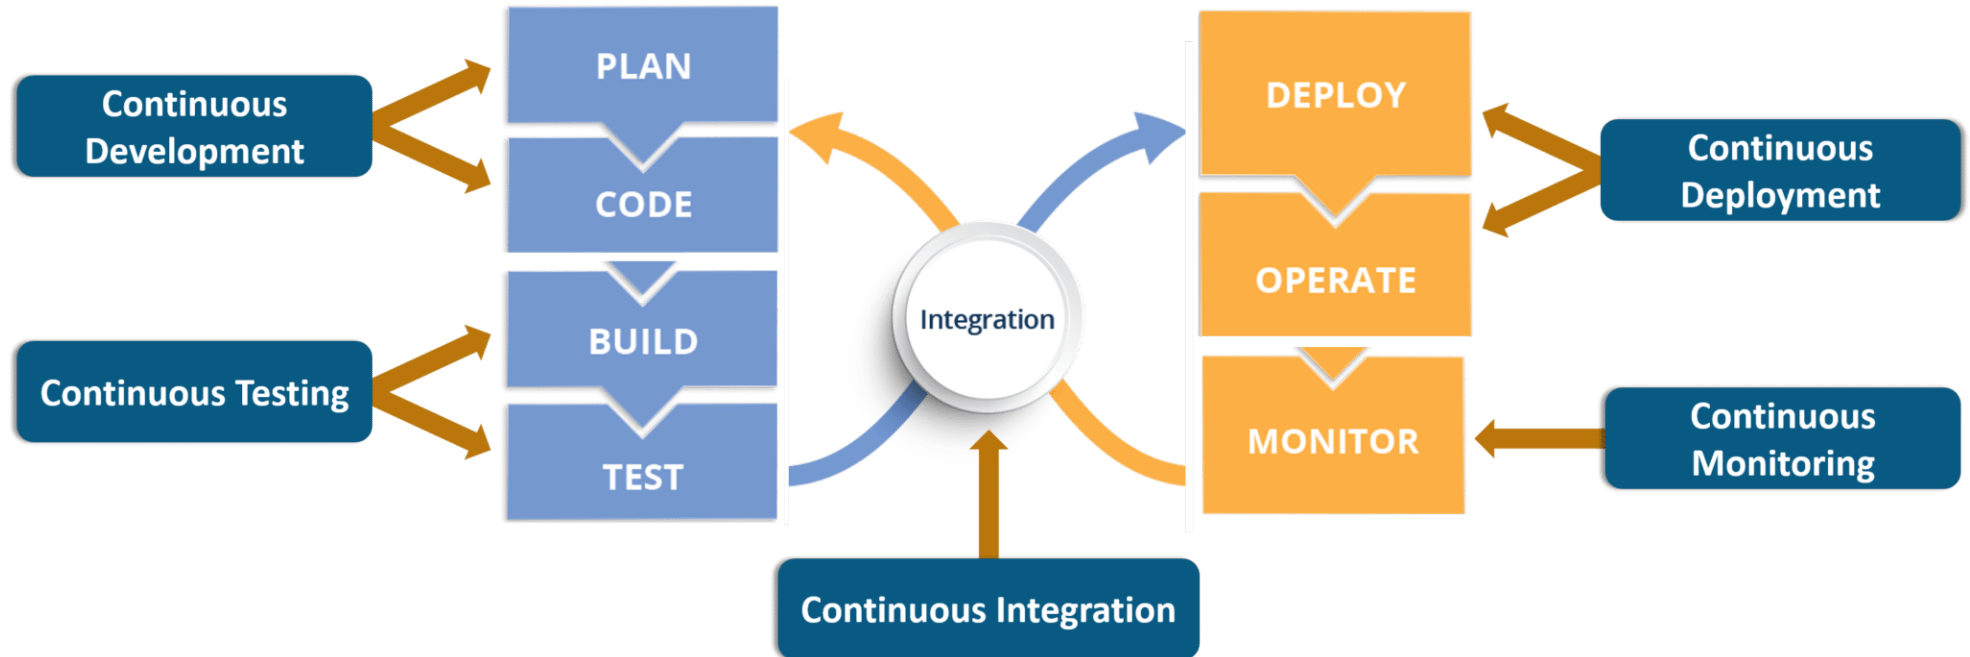 Continuous
Development
Continuous Testing
PLAN
CODE
BUILD
TEST
Integration
Continuous Integration
DEPLOY
OPERATE
MONITOR
Continuous
Deployment
Continuous
Monitoring